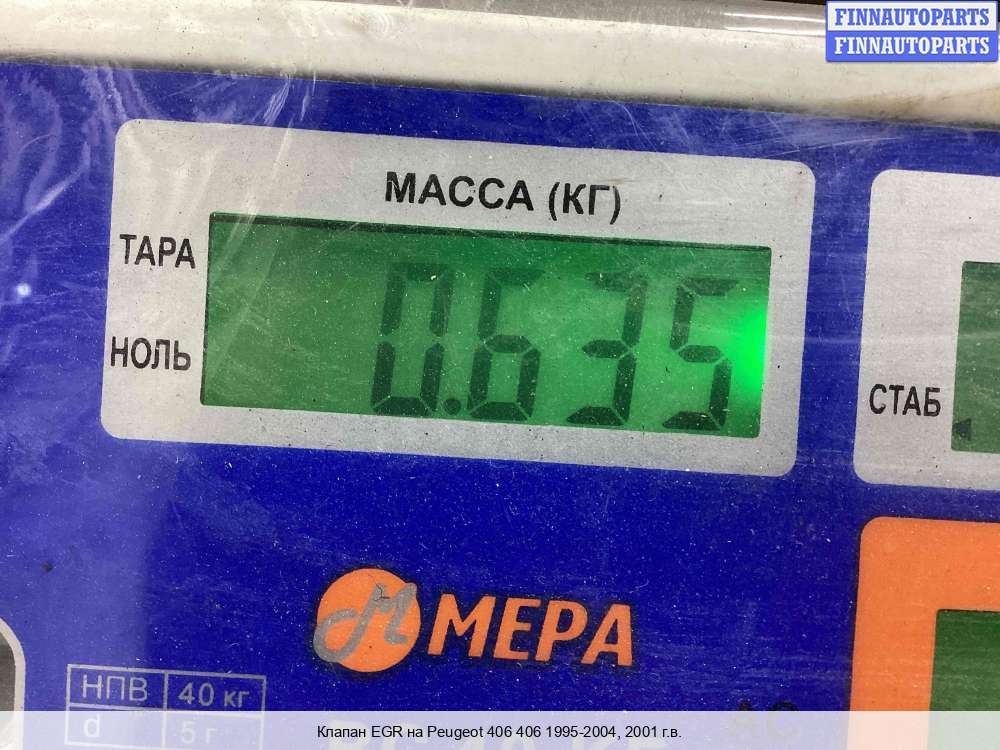 FINNAUTOPARTS
FINNAUTOPARTS
МАССА (КГ)
ТАРА
0.635
НОЛЬ
СТАБ
М МЕРА
НПВ 40 кг
d 5 г
Клапан EGR на Peugeot 406 406 1995-2004, 2001 г.в.